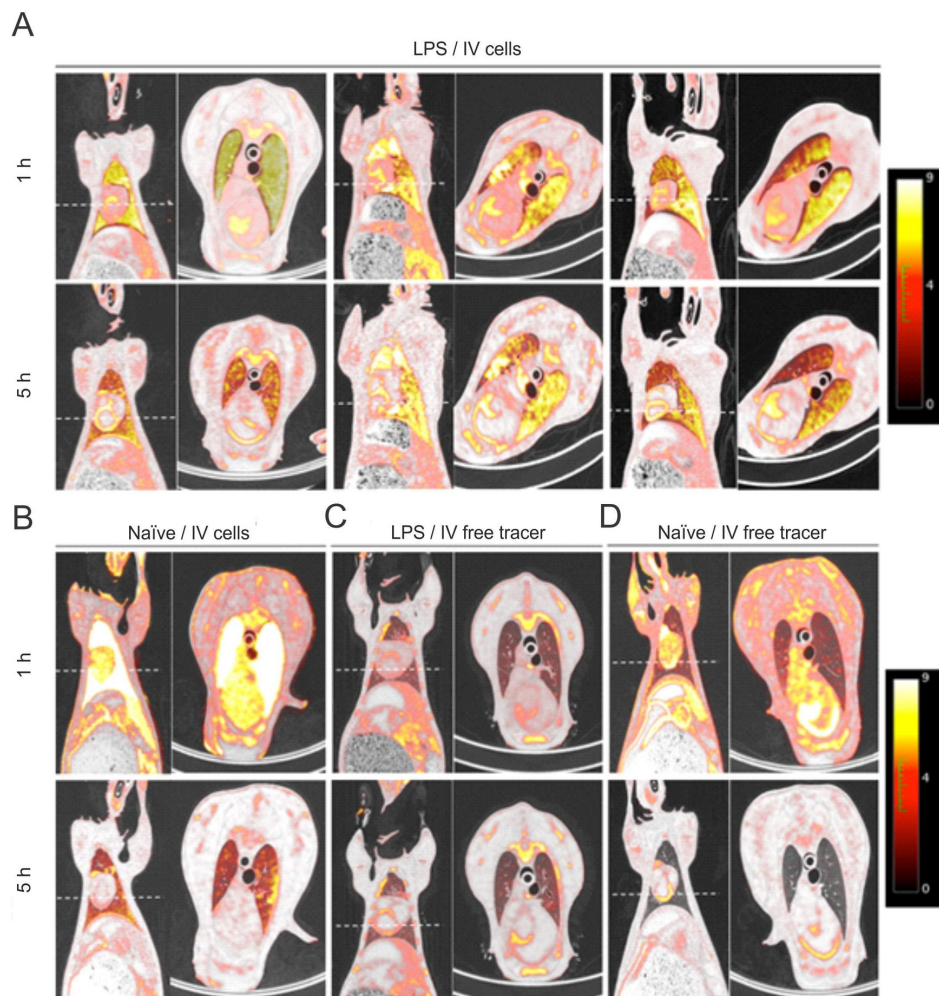 A
LPS / IV cells
1 h
9
4
0
5 h
B
Naïve / IV cells
C
LPS / IV free tracer
D
Naïve / IV free tracer
1 h
9
4
0
5 h